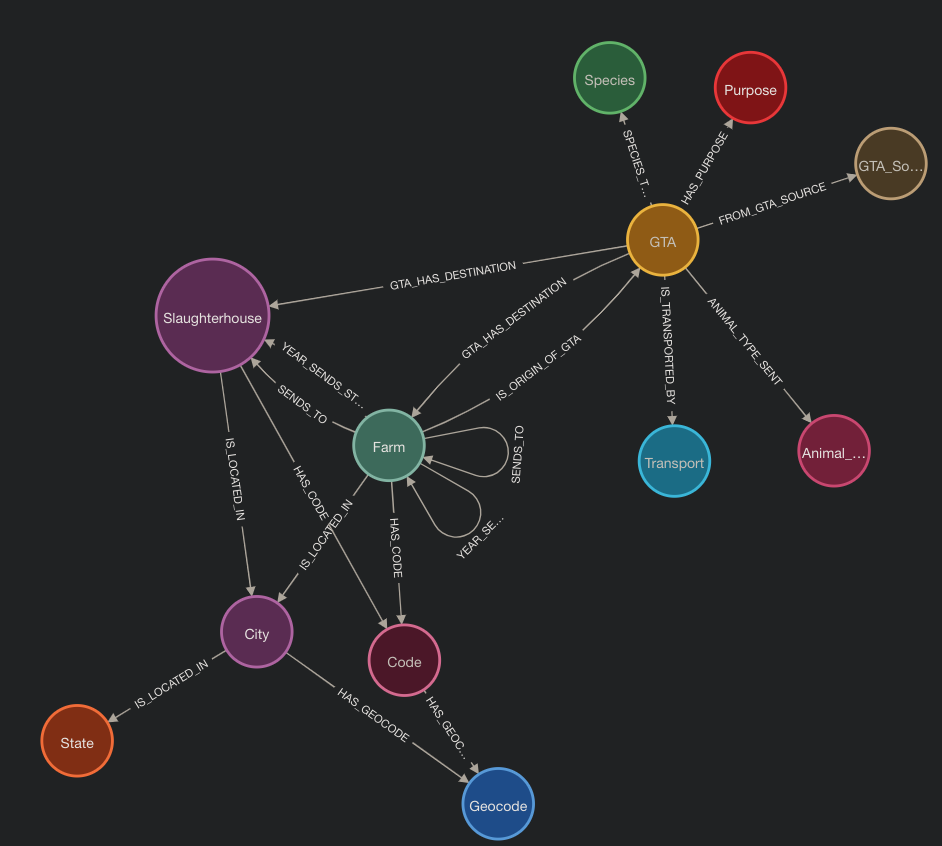 Species
Purpose
GTA_So...
SPECIES_T...
HAS_PURPOSE
FROM_GTA_SOURCE
GTA
GTA_HAS_DESTINATION
Slaughterhouse
GTA_HAS_DESTINATION
IS_TRANSPORTED_BY
ANIMAL_TYPE_SENT
YEAR_SENDS_ST...
IS_ORIGIN_OF_GTA
SENDS_TO
Farm
SENDS_TO
Transport
Animal_...
IS_LOCATED_IN
HAS_CODE
IS_LOCATED_IN
HAS_CODE
YEAR_SE...
City
Code
IS_LOCATED_IN
HAS_GEOCODE
HAS_GEOC...
State
Geocode